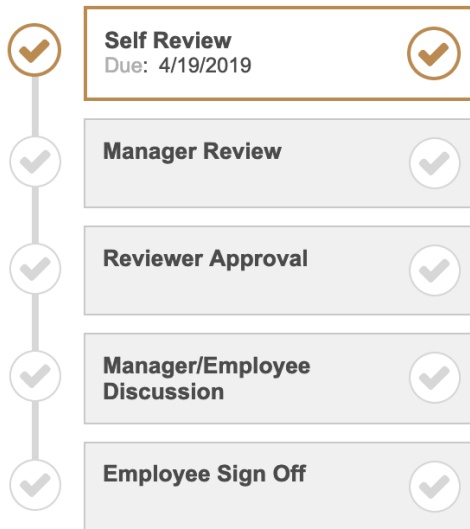 Self Review
Due: 4/19/2019
Manager Review
Reviewer Approval
Manager/Employee
Discussion
Employee Sign Off